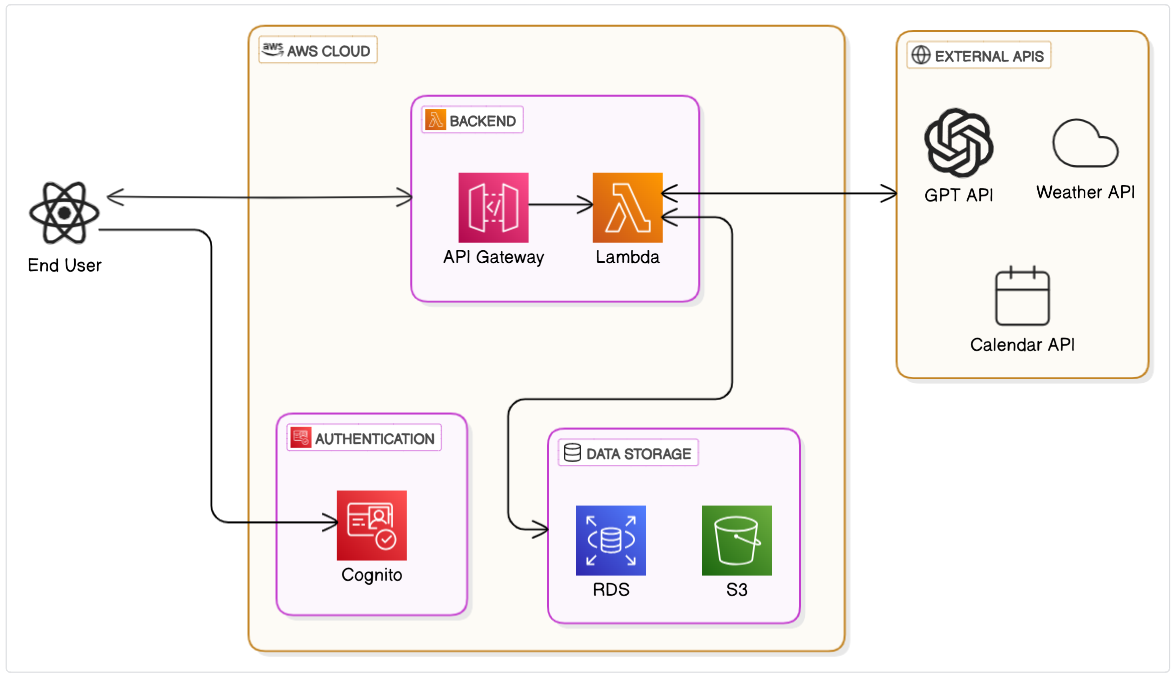 aws AWS CLOUD
EXTERNAL APIS
BACKEND
GPT API
Weather API
API Gateway
Lambda
End User
Calendar API
AUTHENTICATION
DATA STORAGE
Cognito
RDS
S3